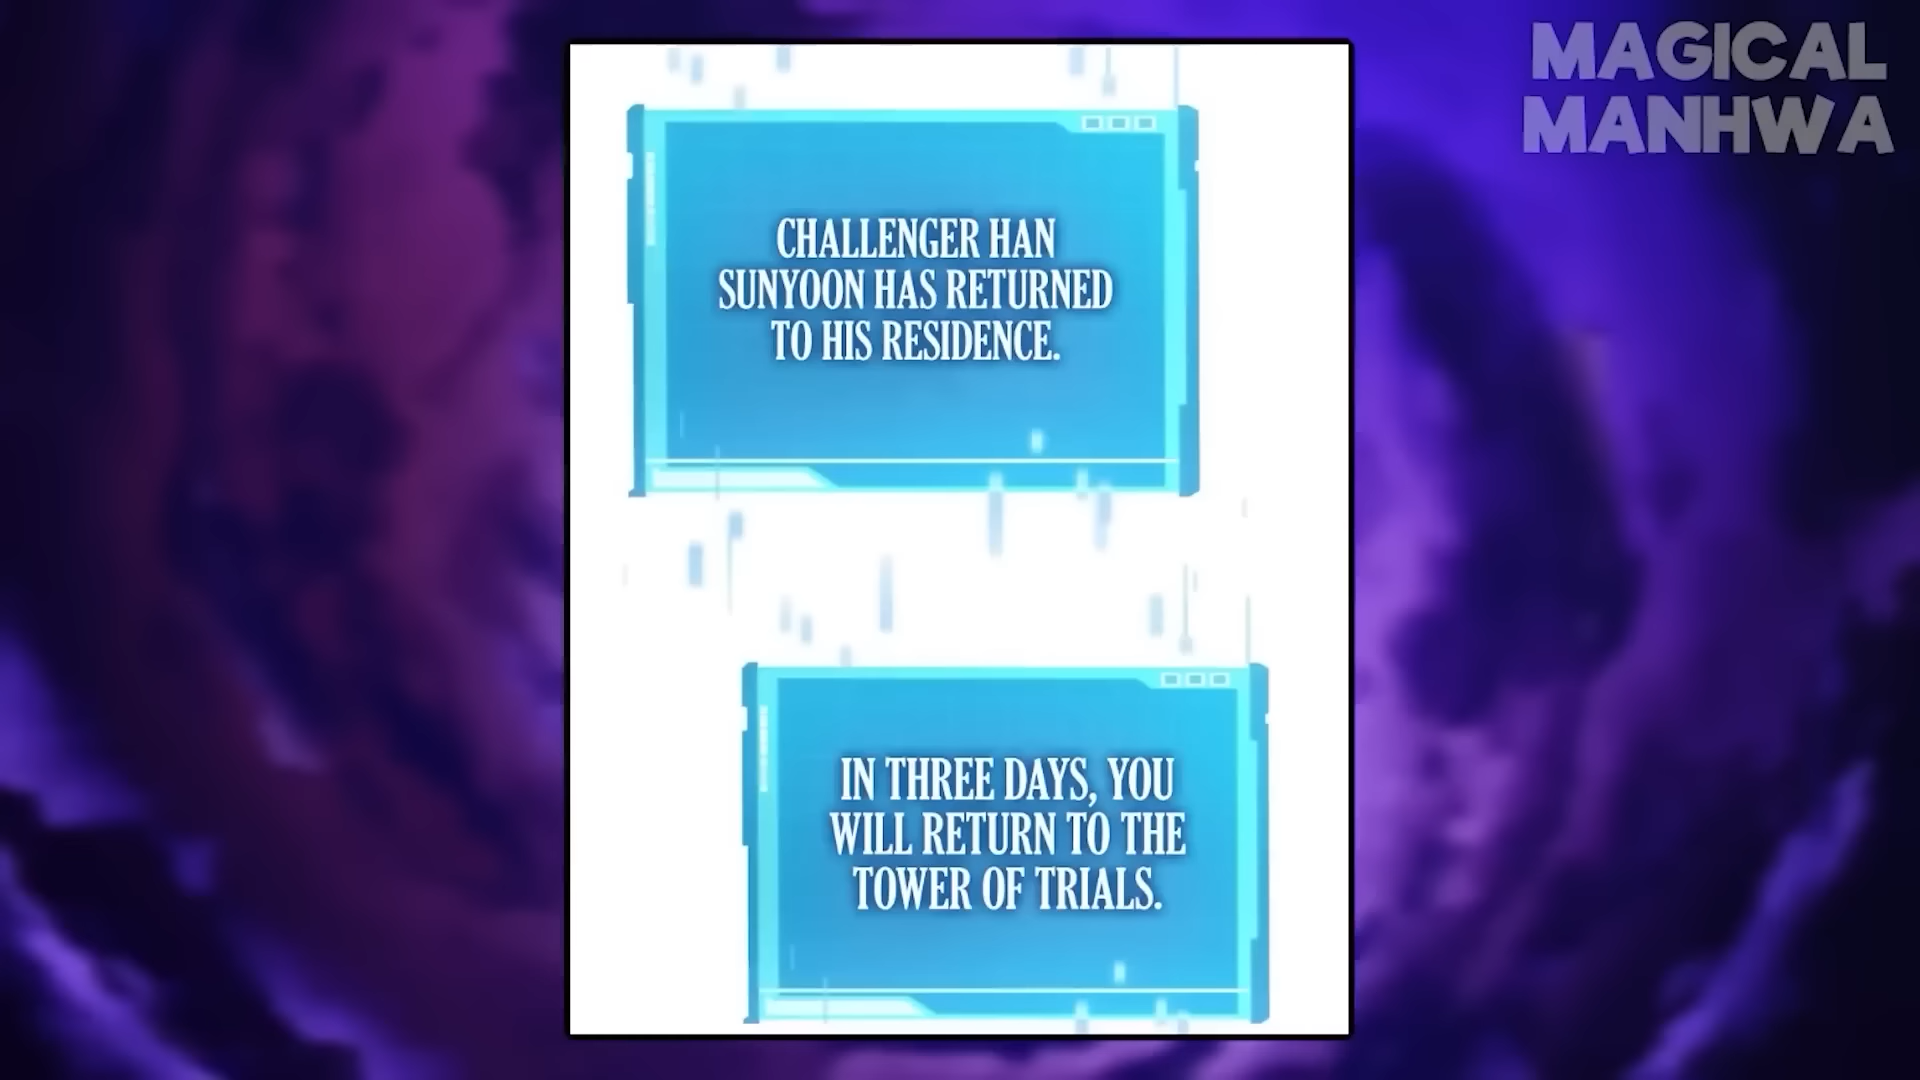 MAGICAL
MANHWA
CHALLENGER HAN
SUNYOON HAS RETURNED
TO HIS RESIDENCE.
IN THREE DAYS, YOU
WILL RETURN TO THE
TOWER OF TRIALS.